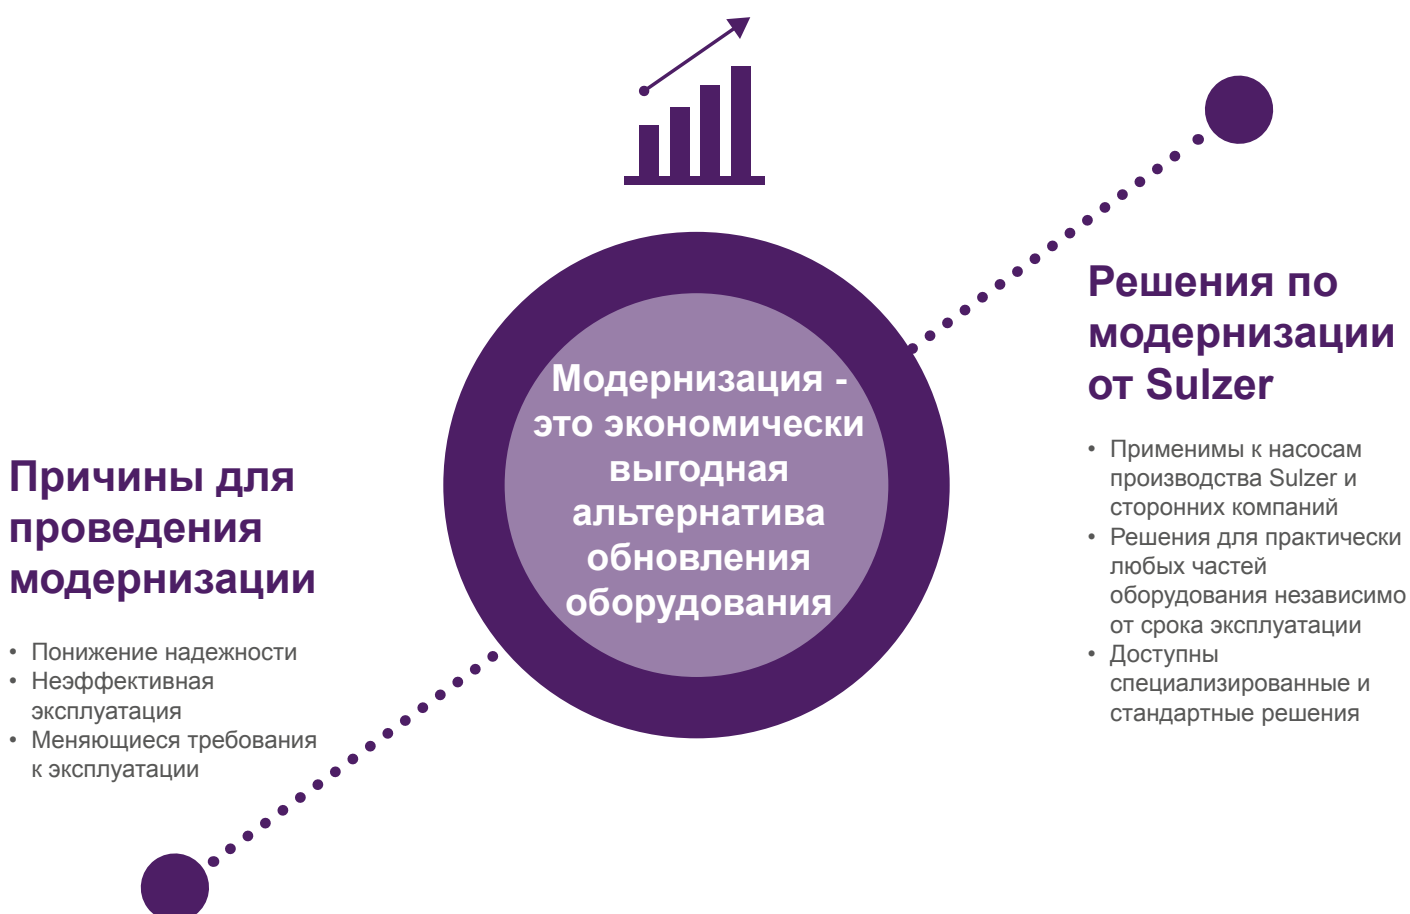 Причины для
проведения
модернизации
• Понижение надежности
• Неэффективная
эксплуатация
• Меняющиеся требования
к эксплуатации
Модернизация -
это экономически
выгодная
альтернатива
обновления
оборудования
Решения по
модернизации
от Sulzer
• Применимы к насосам
производства Sulzer и
сторонних компаний
• Решения для практически
любых частей
оборудования независимо
от срока эксплуатации
• Доступны
специализированные и
стандартные решения